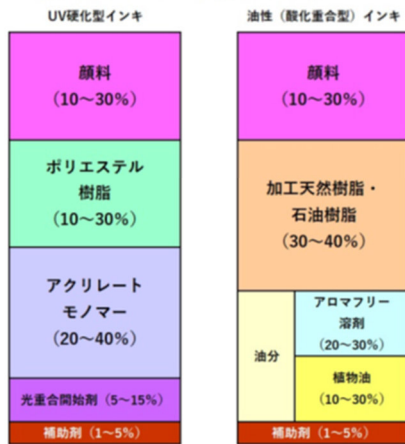 UV硬化型インキ
顔料
(10～30%)
ポリエステル
樹脂
(10～30%)
アクリレート
モノマー
(20～40%)
光重合開始剤（5～15%）
補助剤（1～5%）
油性（酸化重合型）インキ
顔料
(10～30%)
加工天然樹脂・
石油樹脂
(30～40%)
油分
アロマフリー
溶剤
(20～30%)
植物油
(10～30%)
補助剤（1～5%）